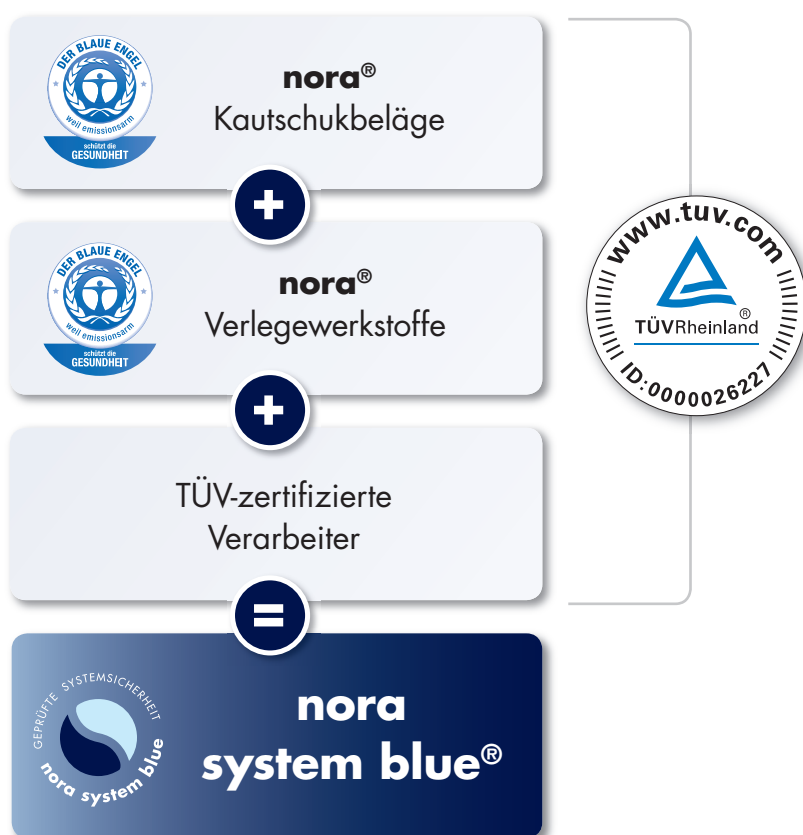 DER BLAUE ENGEL
weil emissionsarm
schützt die
GESUNDHEIT
nora®
Kautschukbeläge
+
DER BLAUE ENGEL
weil emissionsarm
schützt die
GESUNDHEIT
nora®
Verlegewerkstoffe
+
TÜV-zertifizierte
Verarbeiter
=
www.tuv.com
TÜVRheinland®
ID:0000026227
GEPRÜFTE SYSTEMSICHERHEIT
nora system blue
nora
system blue®